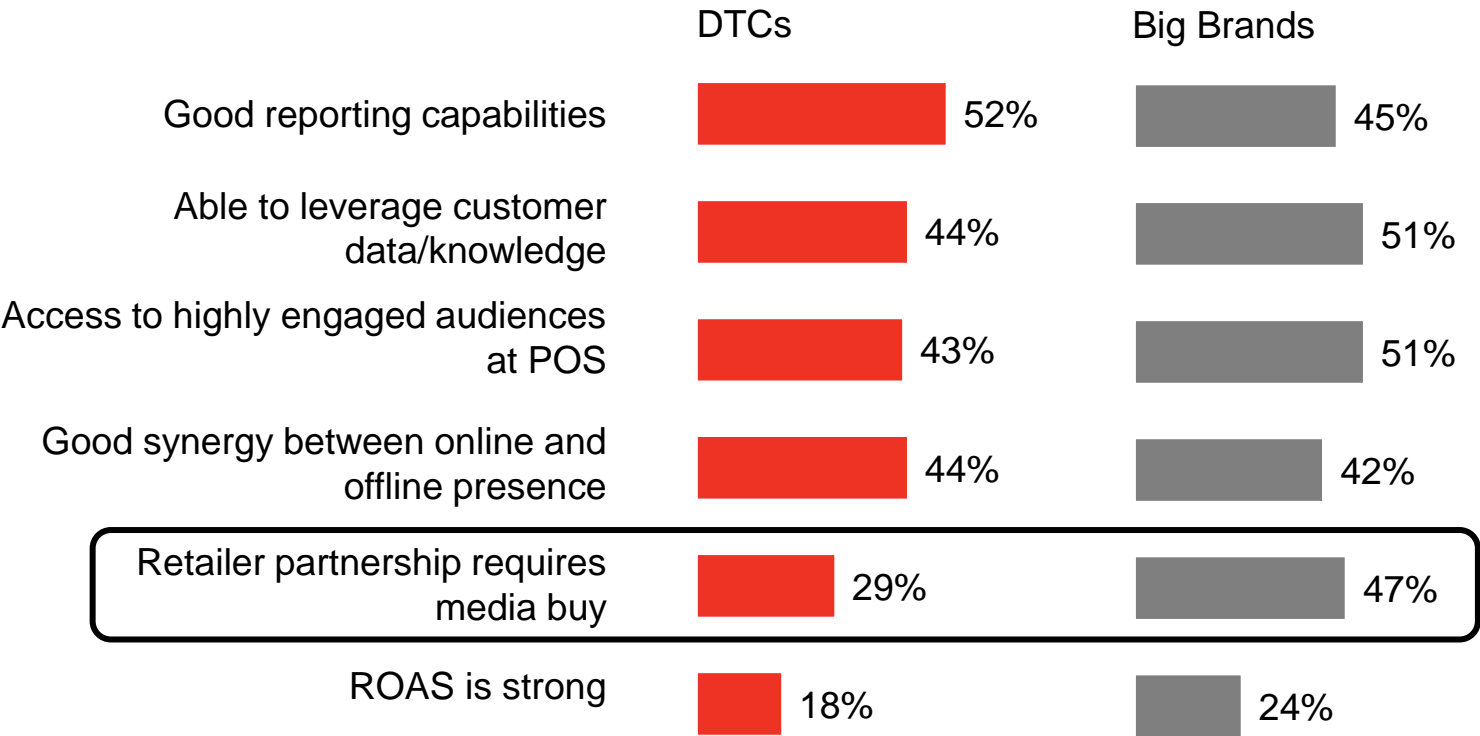 DTCs
Big Brands
Good reporting capabilities
52%
45%
Able to leverage customer
data/knowledge
44%
51%
Access to highly engaged audiences
at POS
43%
51%
Good synergy between online and
offline presence
44%
42%
Retailer partnership requires
media buy
29%
47%
ROAS is strong
18%
24%